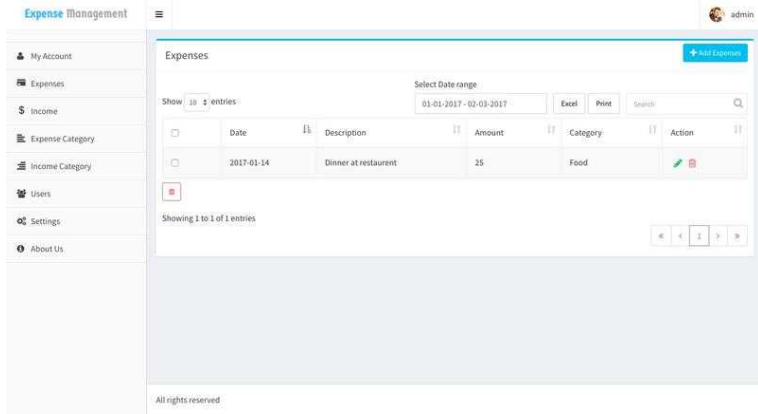 Expense Management
admin
My Account
Expenses
Income
Expense Category
Income Category
Users
Settings
About Us
Expenses
+ Add Expenses
Select Date range
Show 10 entries
01-01-2017 - 02-03-2017
Excel
Print
Search
Date
Description
Amount
Category
Action
2017-01-14
Dinner at restaurent
25
Food
Showing 1 to 1 of 1 entries
« ‹ 1 › »
All rights reserved